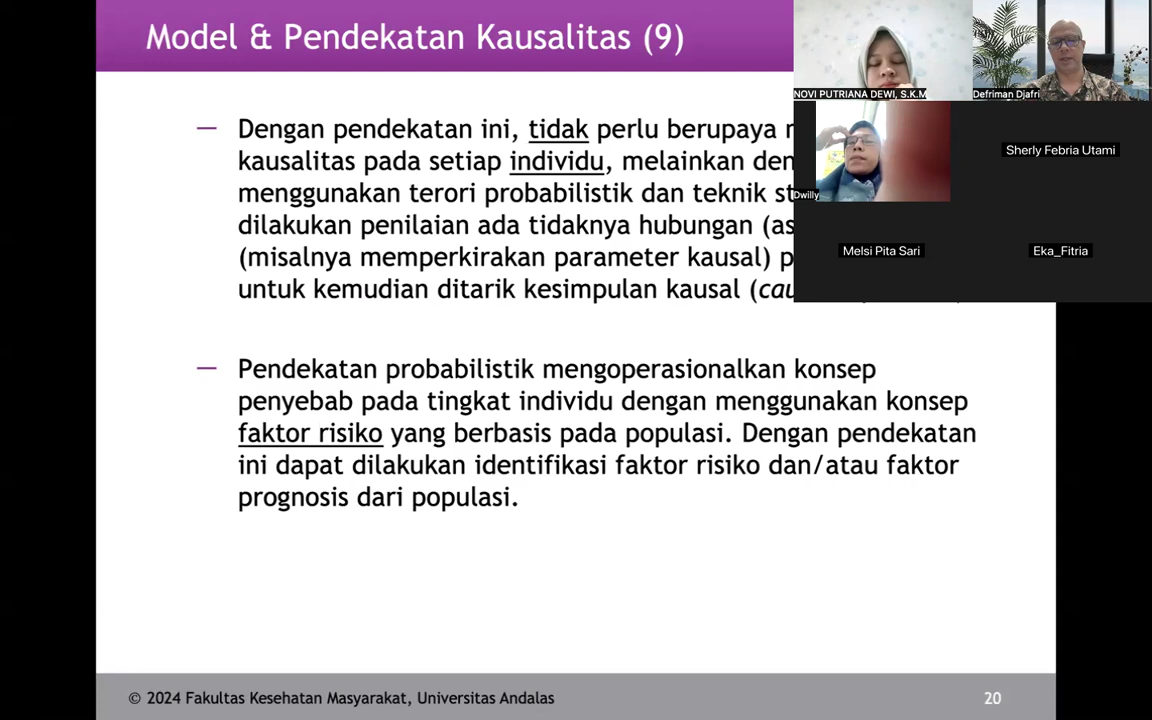 Model & Pendekatan Kausalitas (9)
NOVI PUTRIANA DEWI, S.K.M
Defriman Djafri
Dwilly
Sherly Febria Utami
Melsi Pita Sari
Eka_Fitria
— Dengan pendekatan ini, tidak perlu berupaya
kausalitas pada setiap individu, melainkan
menggunakan terori probabilistik dan teknik
dilakukan penilaian ada tidaknya hubungan
(misalnya memperkirakan parameter kausal)
untuk kemudian ditarik kesimpulan kausal
— Pendekatan probabilistik mengoperasionalkan konsep
penyebab pada tingkat individu dengan menggunakan konsep
faktor risiko yang berbasis pada populasi. Dengan pendekatan
ini dapat dilakukan identifikasi faktor risiko dan/atau faktor
prognosis dari populasi.
© 2024 Fakultas Kesehatan Masyarakat, Universitas Andalas
20